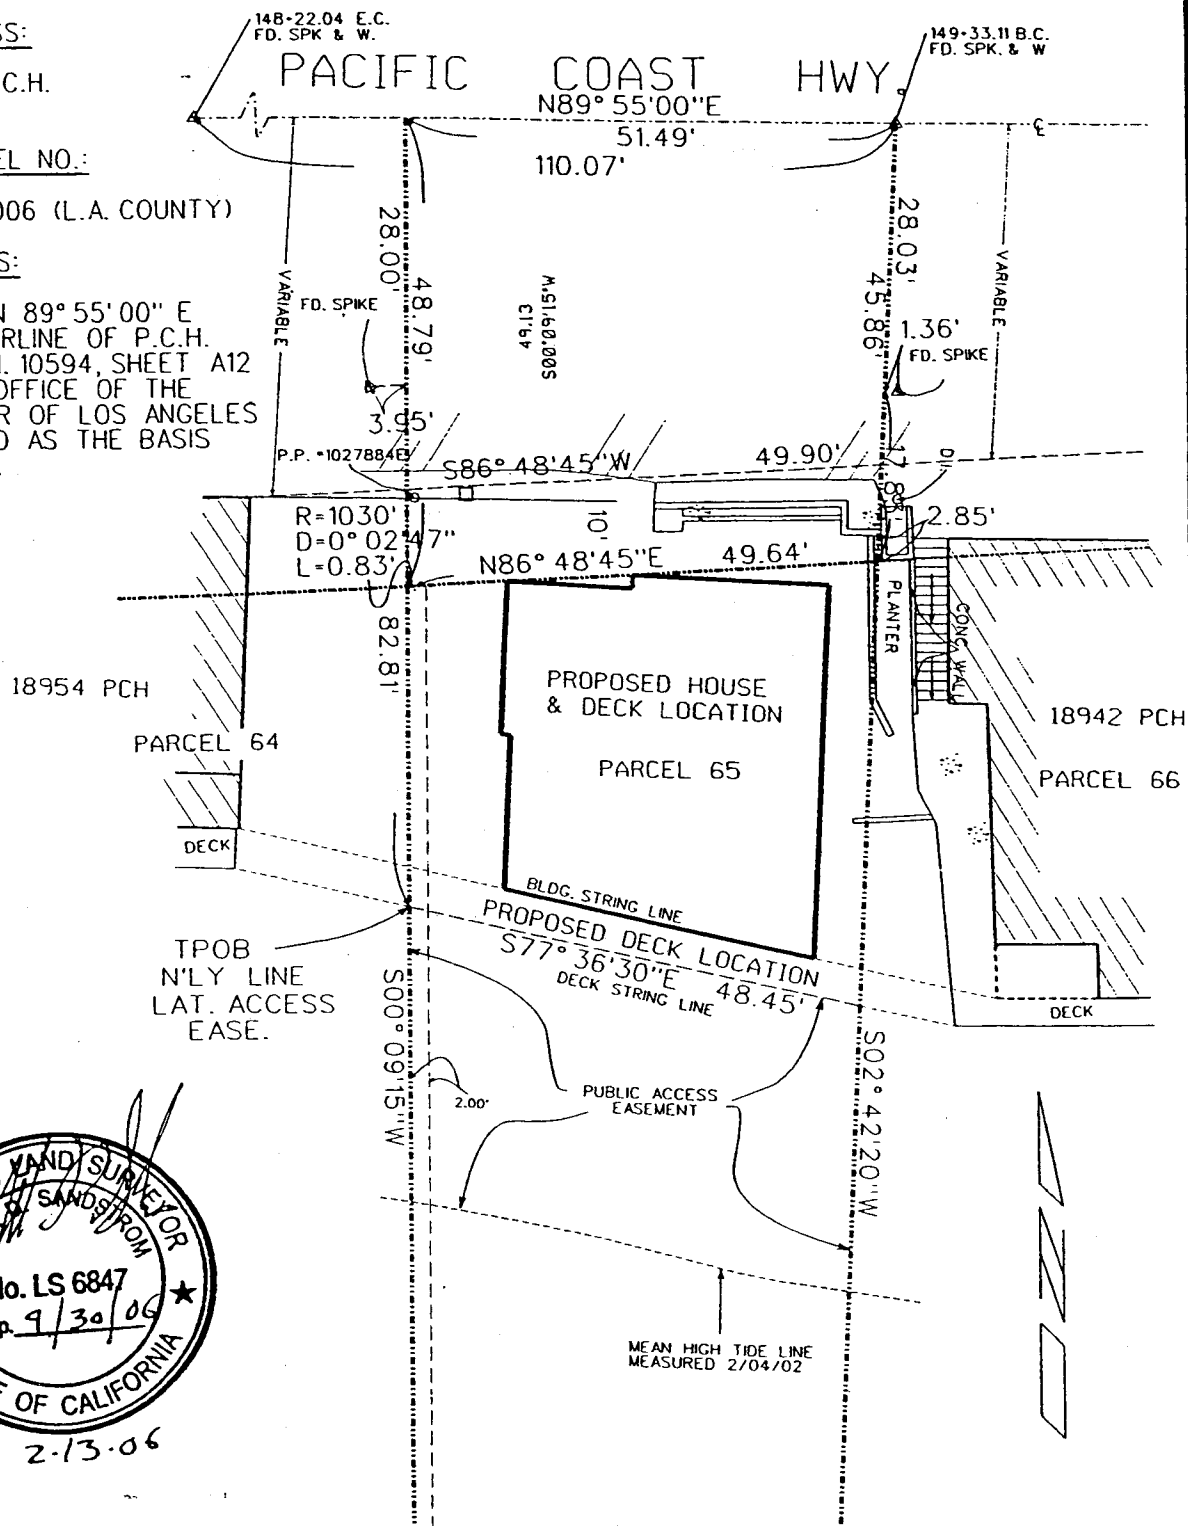 148+22.04 E.C.
FD. SPK & W.
149+33.11 B.C.
FD. SPK. & W
PACIFIC COAST HWY.
N89°55'00"E
51.49'
110.07'
SS:
C.H.
EL NO.:
006 (L.A. COUNTY)
S:
N 89°55'00" E
RLINE OF P.C.H.
10594, SHEET A12
OFFICE OF THE
R OF LOS ANGELES
D AS THE BASIS
VARIABLE
28.00'
48.79'
FD. SPIKE
3.95'
S00°09'15"W
49.13
28.03'
45.86'
1.36'
FD. SPIKE
VARIABLE
P.P. #1027884E
S86°48'45"W
49.90'
2.85'
R=1030'
D=0°02'47"
L=0.83'
10'
N86°48'45"E
49.64'
82.81'
PLANTER
CONC WALL
18954 PCH
PARCEL 64
DECK
PROPOSED HOUSE
& DECK LOCATION
PARCEL 65
18942 PCH
PARCEL 66
DECK
BLDG. STRING LINE
PROPOSED DECK LOCATION
S77°36'30"E 48.45'
DECK STRING LINE
TPOB
N'LY LINE
LAT. ACCESS
EASE.
S00°09'15"W
2.00'
PUBLIC ACCESS
EASEMENT
S02°42'20"W
MEAN HIGH TIDE LINE
MEASURED 2/04/02
LAND SURVEYOR
SANDSTROM
No. LS 6847
p. 9/30/06
OF CALIFORNIA
2-13-06
N